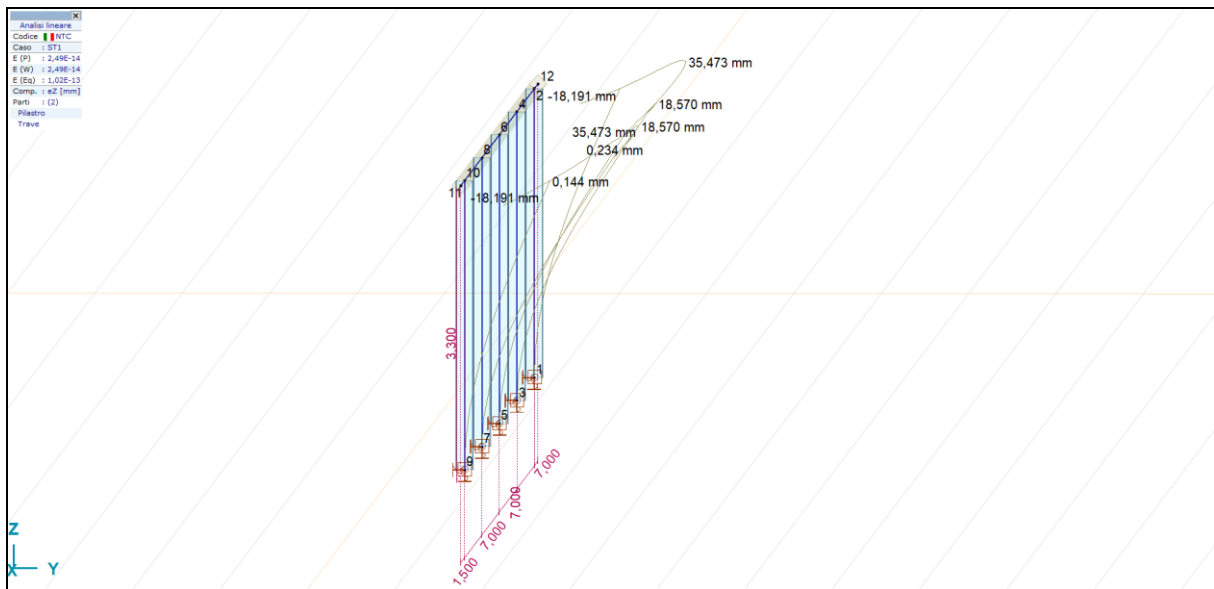 Analisi lineare
Codice NTC
Caso : ST1
E (P) : 2,49E-14
E (W) : 2,49E-14
E (Eq) : 1,02E-13
Comp. : eZ [mm]
Parti : (2)
Pilastro
Trave
35,473 mm
12
2
-18,191 mm
4
18,570 mm
18,570 mm
35,473 mm
6
0,234 mm
8
10
0,144 mm
11
-18,191 mm
3,300
1
3
5
7
9
7,000
7,000
7,000
1,500
Z
X
Y